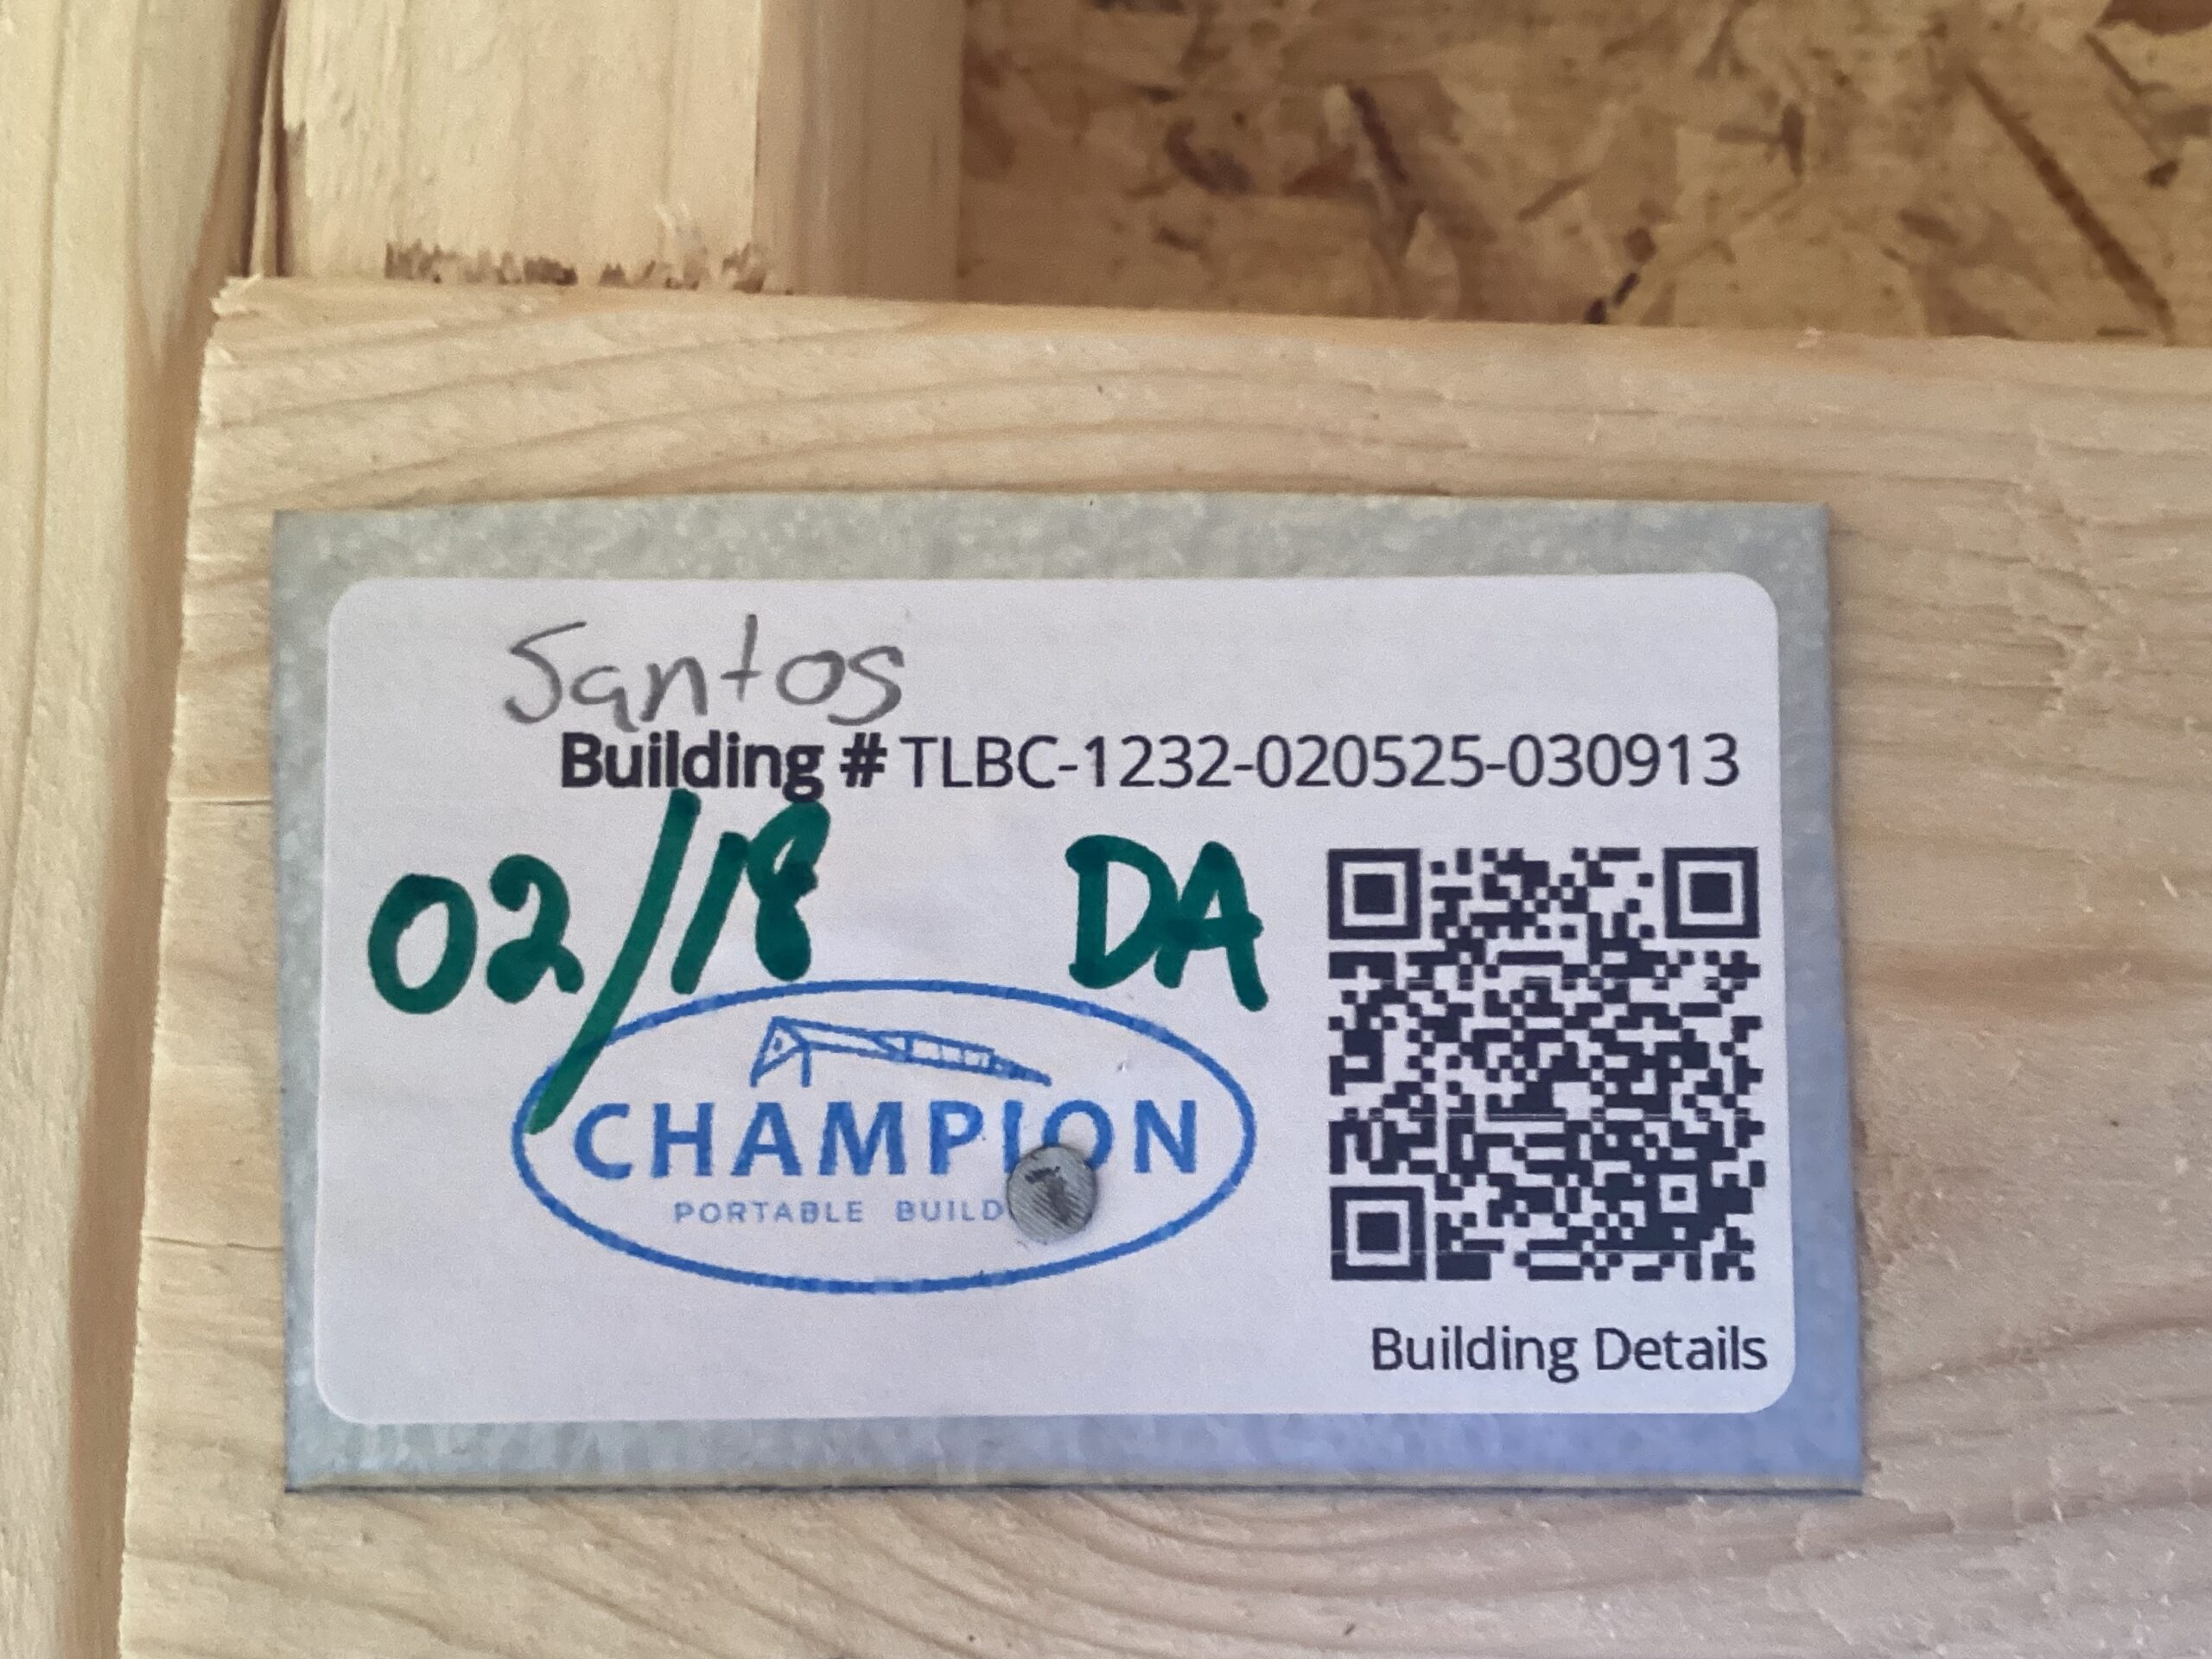 Santos
Building # TLBC-1232-020525-030913
02/18 DA
CHAMPION
PORTABLE BUILD
Building Details